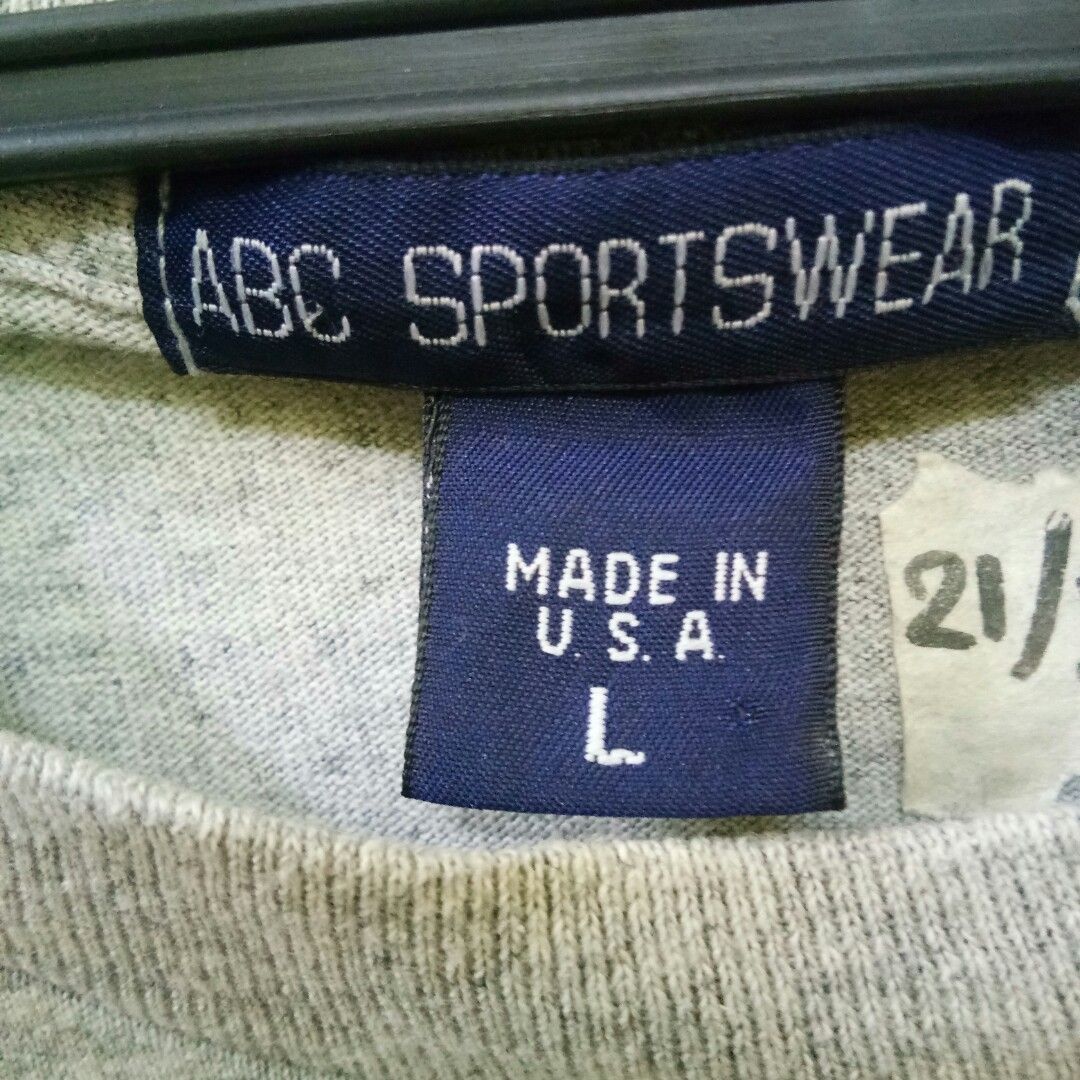 ABC SPORTSWEAR
MADE IN
U.S.A.
L
21/